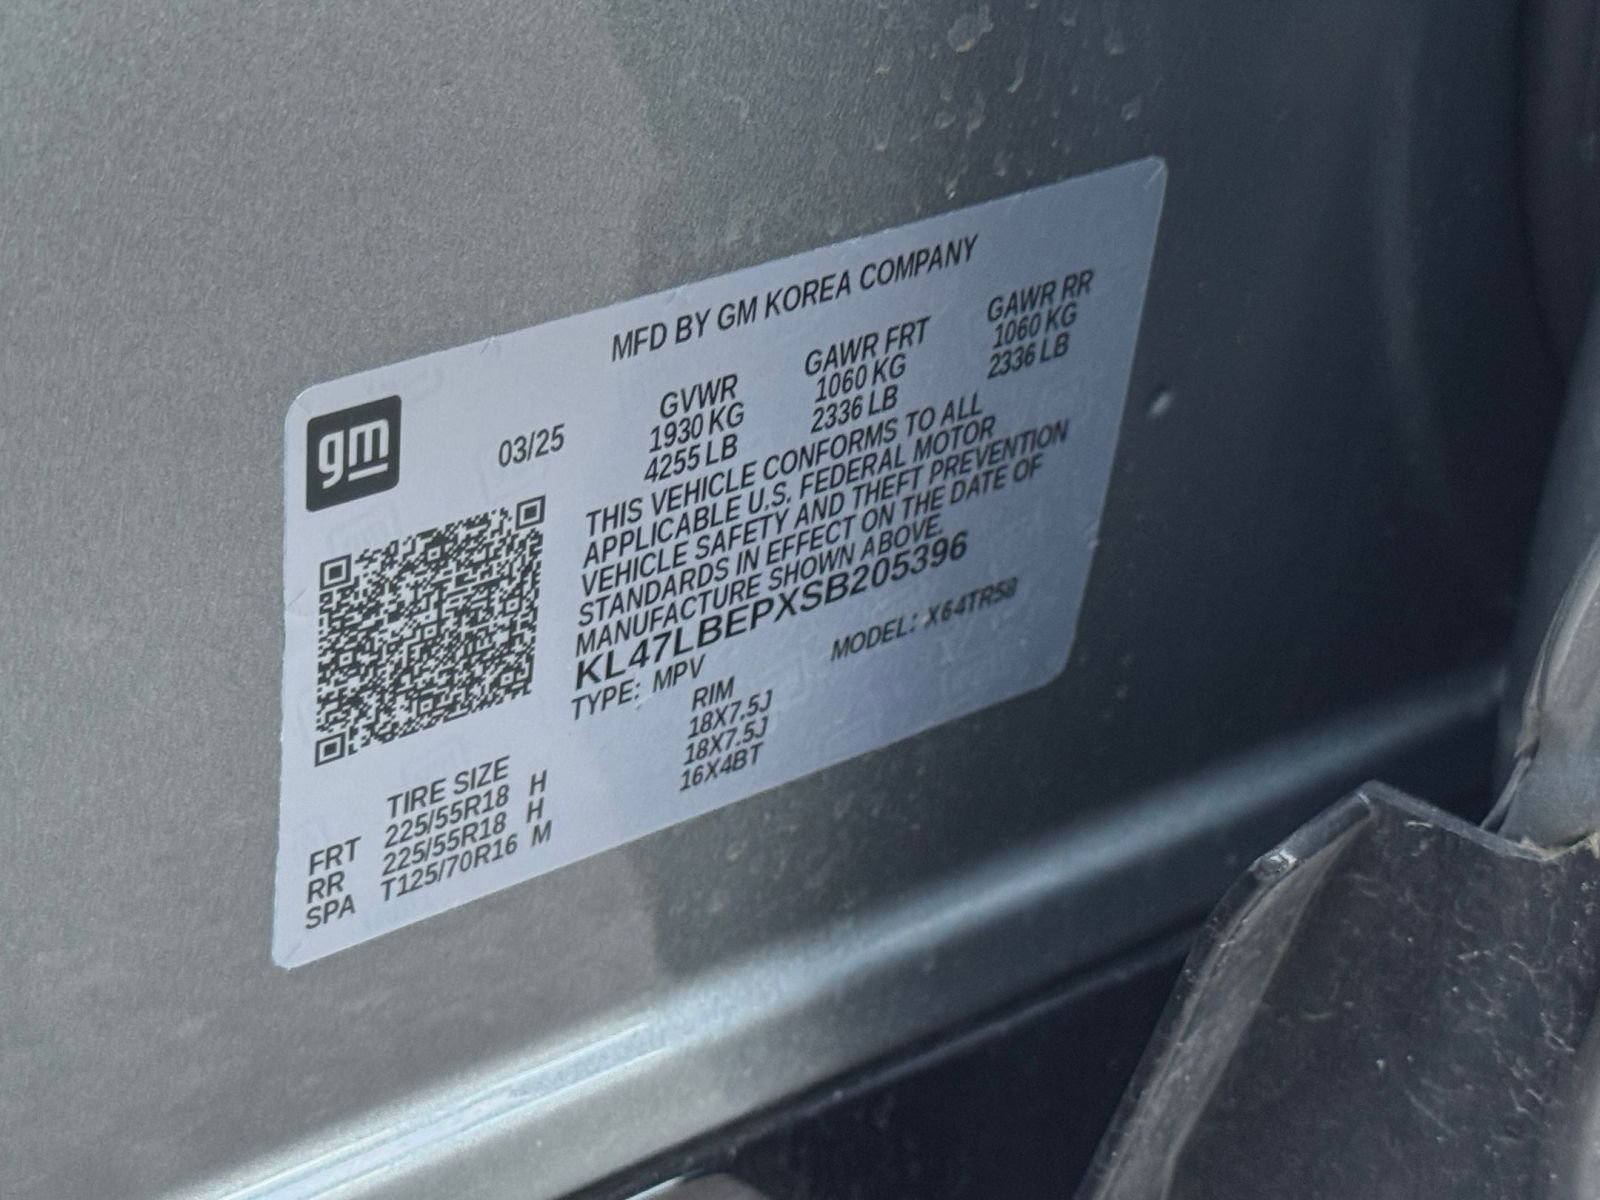 MFD BY GM KOREA COMPANY
gm
03/25
GVWR GAWR FRT GAWR RR
1930 KG 1060 KG 1060 KG
4255 LB 2336 LB 2336 LB
THIS VEHICLE CONFORMS TO ALL
APPLICABLE U.S. FEDERAL MOTOR
VEHICLE SAFETY AND THEFT PREVENTION
STANDARDS IN EFFECT ON THE DATE OF
MANUFACTURE SHOWN ABOVE.
KL47LBEPXSB205396
TYPE: MPV MODEL: X64TR58
TIRE SIZE RIM
FRT 225/55R18 H 18X7.5J
RR 225/55R18 H 18X7.5J
SPA T125/70R16 M 16X4BT